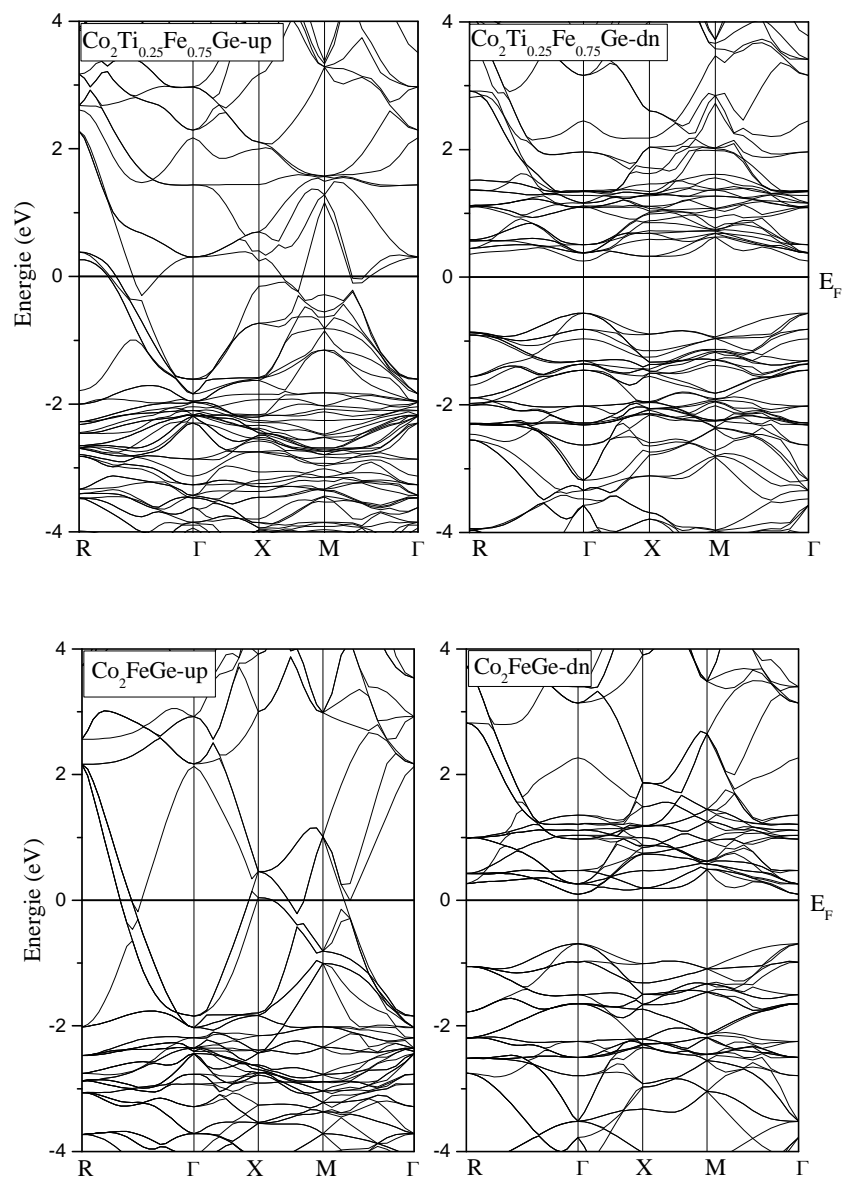 Co2Ti0.25Fe0.75Ge-up
Co2Ti0.25Fe0.75Ge-dn
4
2
0
-2
-4
Energie (eV)
R Γ X M Γ
4
2
0
-2
-4
R Γ X M Γ
EF
Co2FeGe-up
Co2FeGe-dn
4
2
0
-2
-4
Energie (eV)
R Γ X M Γ
4
2
0
-2
-4
R Γ X M Γ
EF